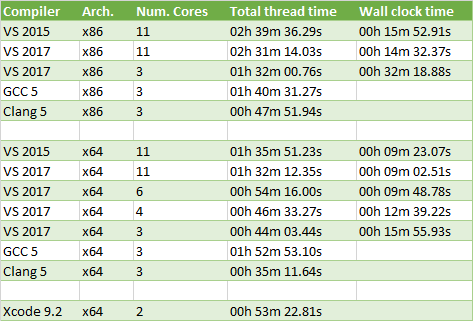 Compiler Arch. Num. Cores Total thread time Wall clock time
VS 2015 x86 11 02h 39m 36.29s 00h 15m 52.91s
VS 2017 x86 11 02h 31m 14.03s 00h 14m 32.37s
VS 2017 x86 3 01h 32m 00.76s 00h 32m 18.88s
GCC 5 x86 3 01h 40m 31.27s
Clang 5 x86 3 00h 47m 51.94s
VS 2015 x64 11 01h 35m 51.23s 00h 09m 23.07s
VS 2017 x64 11 01h 32m 12.35s 00h 09m 02.51s
VS 2017 x64 6 00h 54m 16.00s 00h 09m 48.78s
VS 2017 x64 4 00h 46m 33.27s 00h 12m 39.22s
VS 2017 x64 3 00h 44m 03.44s 00h 15m 55.93s
GCC 5 x64 3 01h 52m 53.10s
Clang 5 x64 3 00h 35m 11.64s
Xcode 9.2 x64 2 00h 53m 22.81s